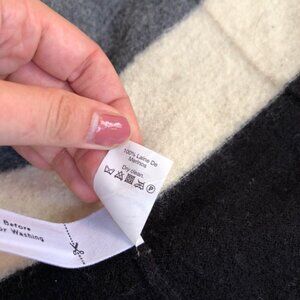 100% Laine De
Merinos
Dry clean
P
Before
or Washing